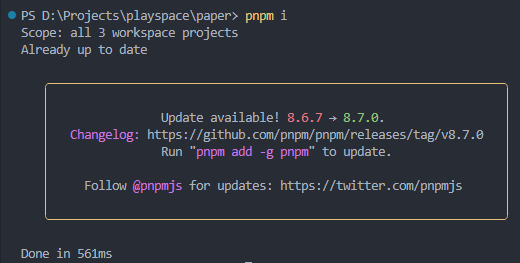 PS D:\Projects\playspace\paper> pnpm i
Scope: all 3 workspace projects
Already up to date
Update available! 8.6.7 → 8.7.0.
Changelog: https://github.com/pnpm/pnpm/releases/tag/v8.7.0
Run "pnpm add -g pnpm" to update.
Follow @pnpmjs for updates: https://twitter.com/pnpmjs
Done in 561ms